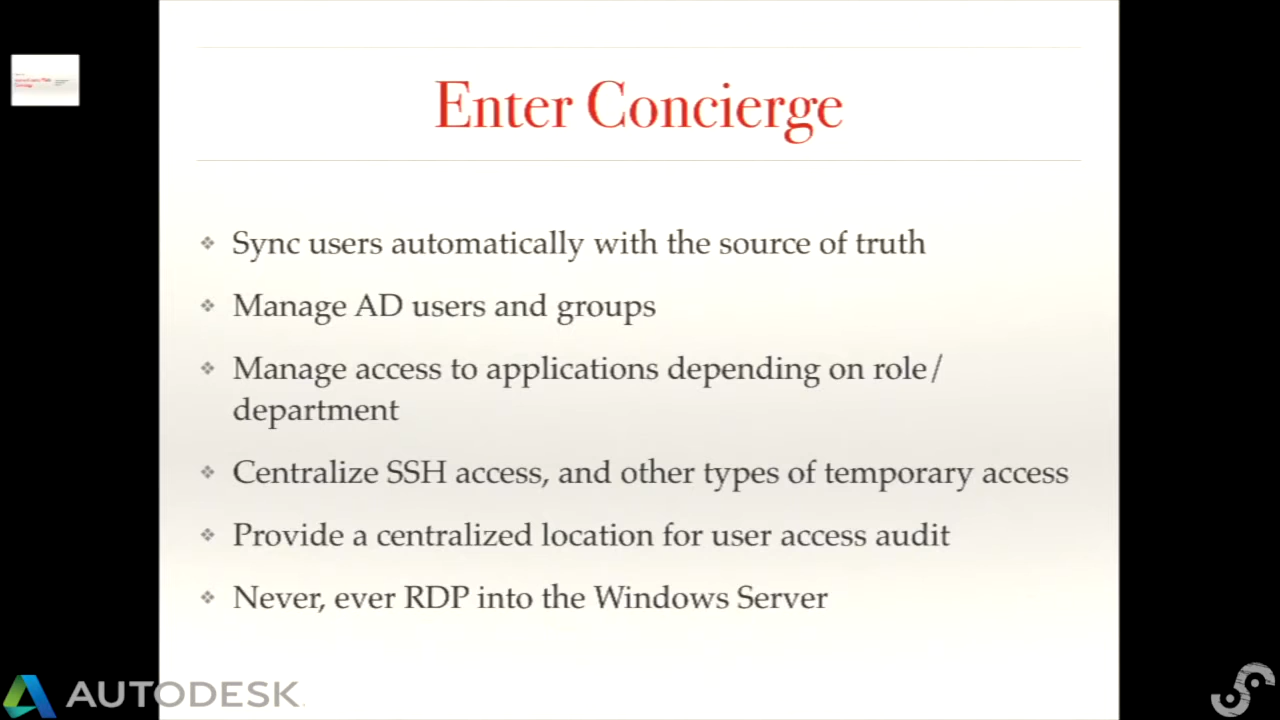 Enter Concierge
Sync users automatically with the source of truth
Manage AD users and groups
Manage access to applications depending on role/
department
Centralize SSH access, and other types of temporary access
Provide a centralized location for user access audit
Never, ever RDP into the Windows Server
AUTODESK